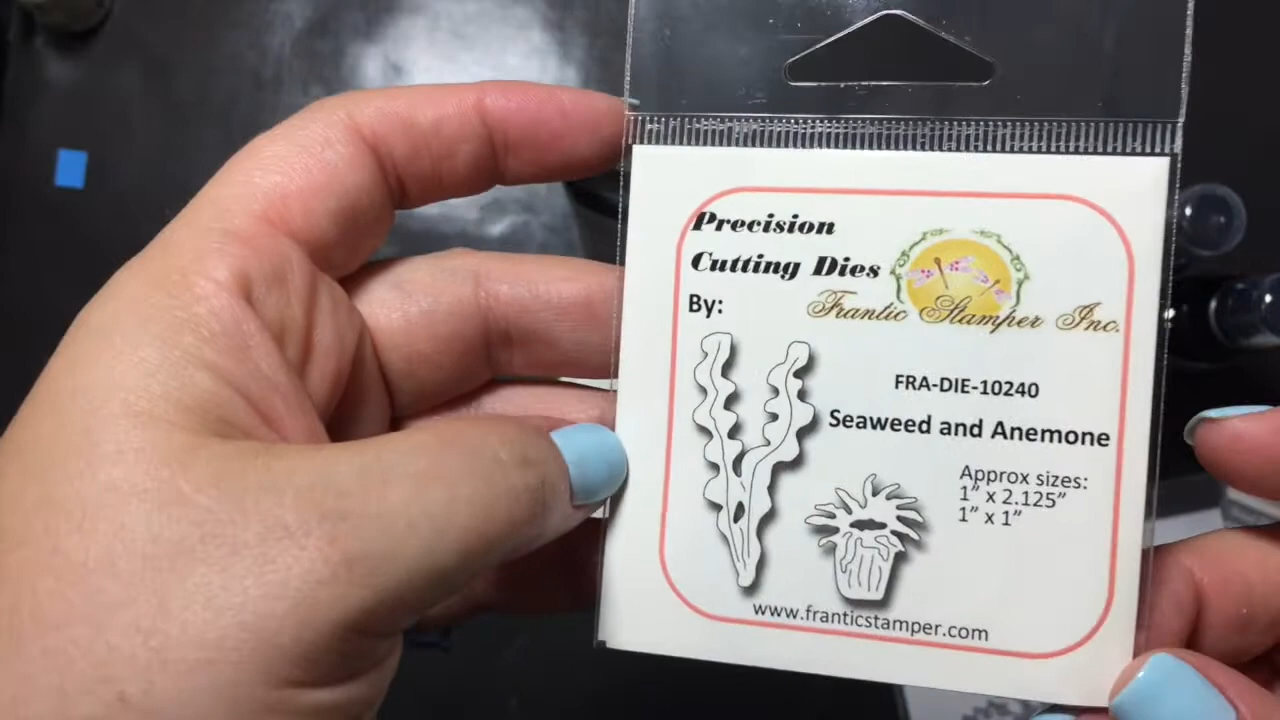 Precision
Cutting Dies
By:
Frantic Stamper Inc.
FRA-DIE-10240
Seaweed and Anemone
Approx sizes:
1” x 2.125”
1” x 1”
www.franticstamper.com